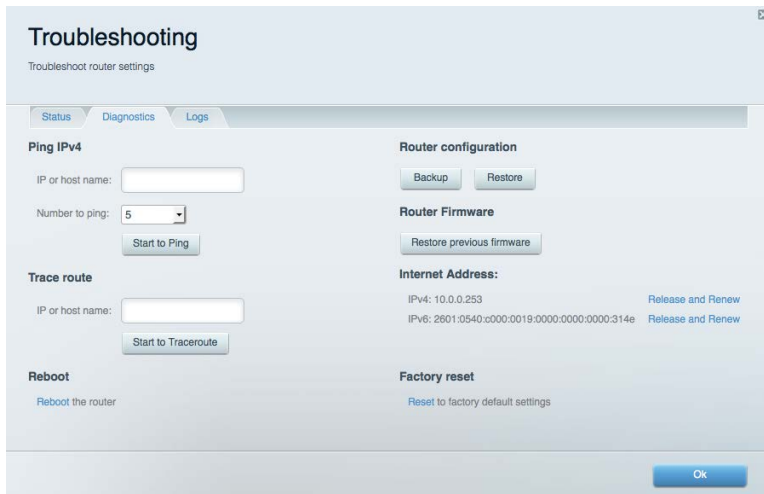 Troubleshooting
Troubleshoot router settings
Status
Diagnostics
Logs
Ping IPv4
IP or host name:
Number to ping:
5
Start to Ping
Trace route
IP or host name:
Start to Traceroute
Reboot
Reboot the router
Router configuration
Backup
Restore
Router Firmware
Restore previous firmware
Internet Address:
IPv4: 10.0.0.253
Release and Renew
IPv6: 2601:0540:c000:0019:0000:0000:0000:314e
Release and Renew
Factory reset
Reset to factory default settings
Ok